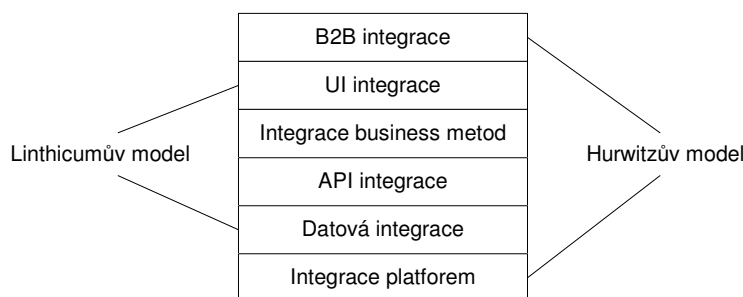 B2B integrace
UI integrace
Integrace business metod
Linthicumův model
Hurwitzův model
API integrace
Datová integrace
Integrace platforem